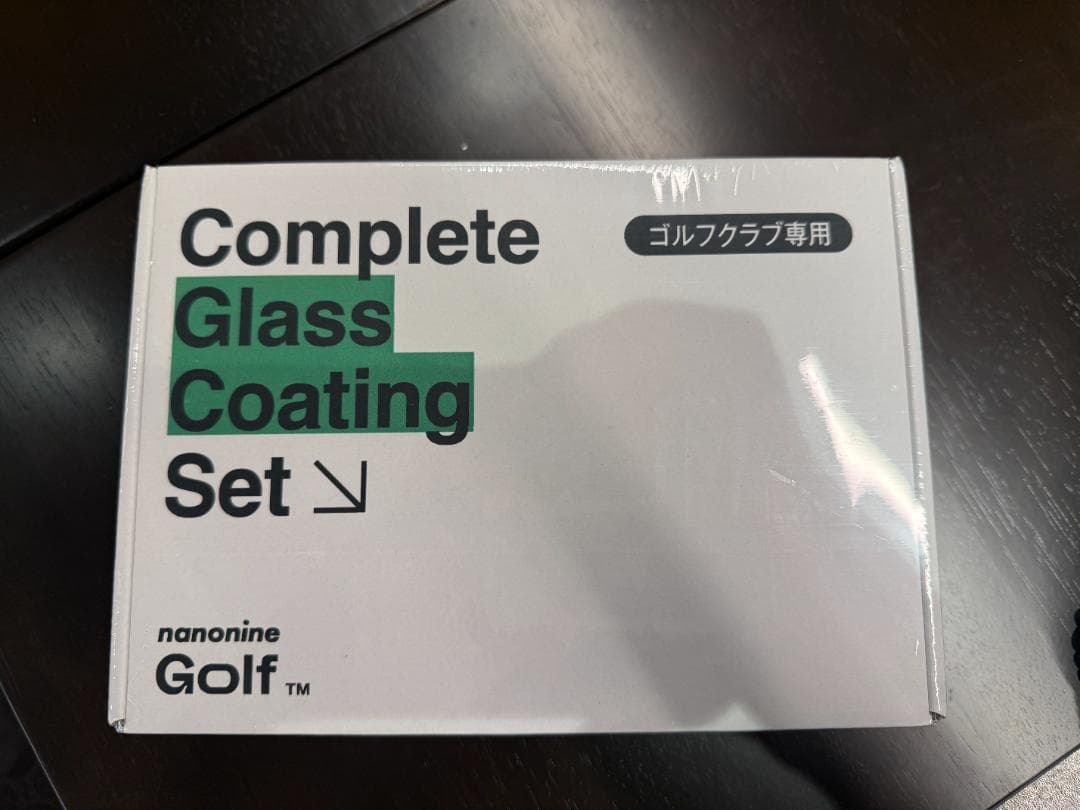 Complete
ゴルフクラブ専用
Glass
Coating
Set
nanonine
Golf ™